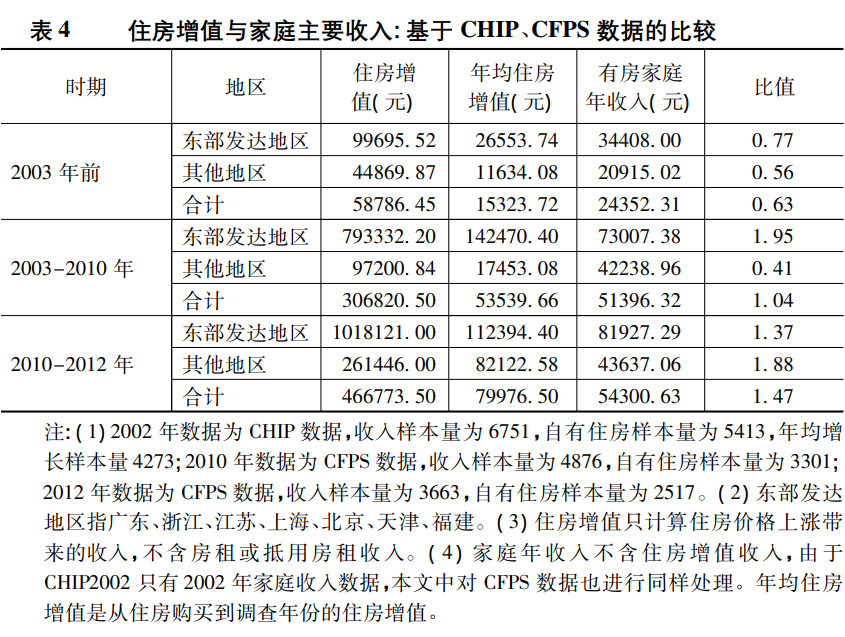 表 4 住房增值与家庭主要收入: 基于 CHIP、CFPS 数据的比较
时期 地区 住房增值( 元) 年均住房增值( 元) 有房家庭年收入( 元) 比值
2003 年前 东部发达地区 99695.52 26553.74 34408.00 0.77
其他地区 44869.87 11634.08 20915.02 0.56
合计 58786.45 15323.72 24352.31 0.63
2003-2010 年 东部发达地区 793332.20 142470.40 73007.38 1.95
其他地区 97200.84 17453.08 42238.96 0.41
合计 306820.50 53539.66 51396.32 1.04
2010-2012 年 东部发达地区 1018121.00 112394.40 81927.29 1.37
其他地区 261446.00 82122.58 43637.06 1.88
合计 466773.50 79976.50 54300.63 1.47
注: ( 1) 2002 年数据为 CHIP 数据,收入样本量为 6751,自有住房样本量为 5413,年均增
长样本量 4273; 2010 年数据为 CFPS 数据,收入样本量为 4876,自有住房样本量为 3301;
2012 年数据为 CFPS 数据,收入样本量为 3663,自有住房样本量为 2517。( 2) 东部发达
地区指广东、浙江、江苏、上海、北京、天津、福建。( 3) 住房增值只计算住房价格上涨带
来的收入,不含房租或抵用房租收入。( 4) 家庭年收入不含住房增值收入,由于
CHIP2002 只有 2002 年家庭收入数据,本文中对 CFPS 数据也进行同样处理。年均住房
增值是从住房购买到调查年份的住房增值。